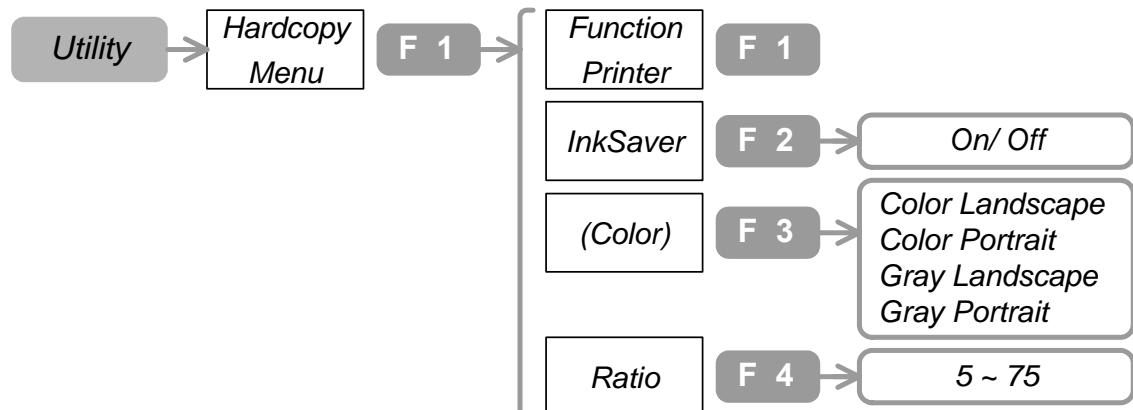 Utility
Hardcopy
Menu
F 1
Function
Printer
F 1
InkSaver
F 2
On/ Off
(Color)
F 3
Color Landscape
Color Portrait
Gray Landscape
Gray Portrait
Ratio
F 4
5 ~ 75